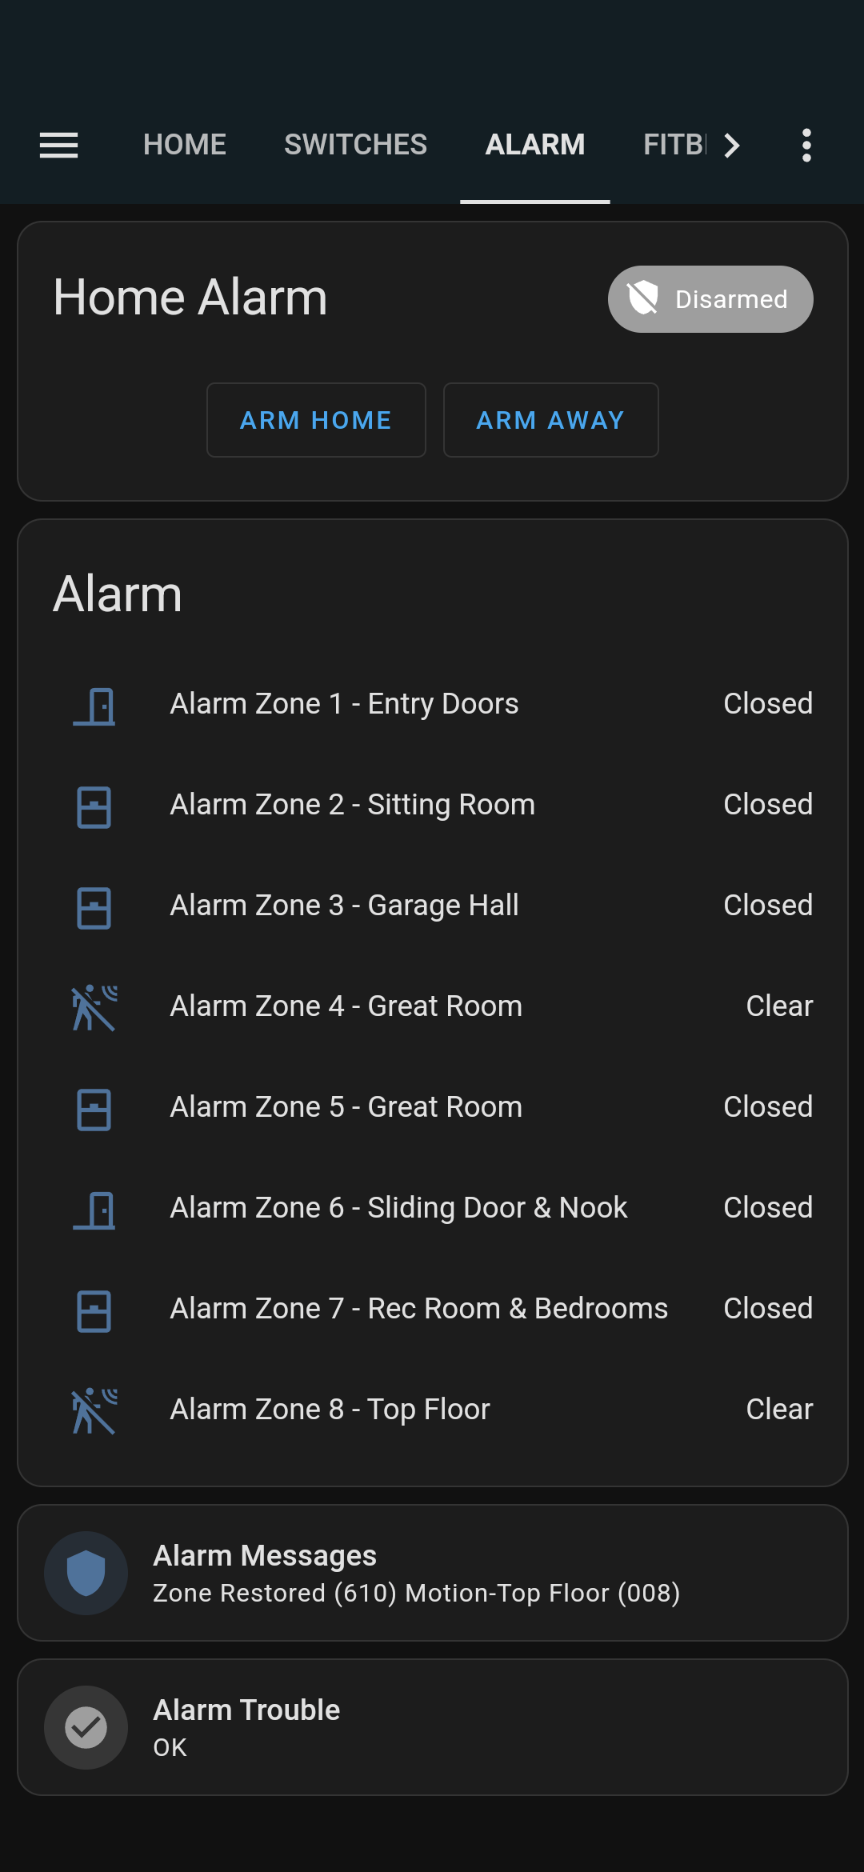 HOME SWITCHES ALARM FITB
Home Alarm
Disarmed
ARM HOME ARM AWAY
Alarm
Alarm Zone 1 - Entry Doors Closed
Alarm Zone 2 - Sitting Room Closed
Alarm Zone 3 - Garage Hall Closed
Alarm Zone 4 - Great Room Clear
Alarm Zone 5 - Great Room Closed
Alarm Zone 6 - Sliding Door & Nook Closed
Alarm Zone 7 - Rec Room & Bedrooms Closed
Alarm Zone 8 - Top Floor Clear
Alarm Messages
Zone Restored (610) Motion-Top Floor (008)
Alarm Trouble
OK